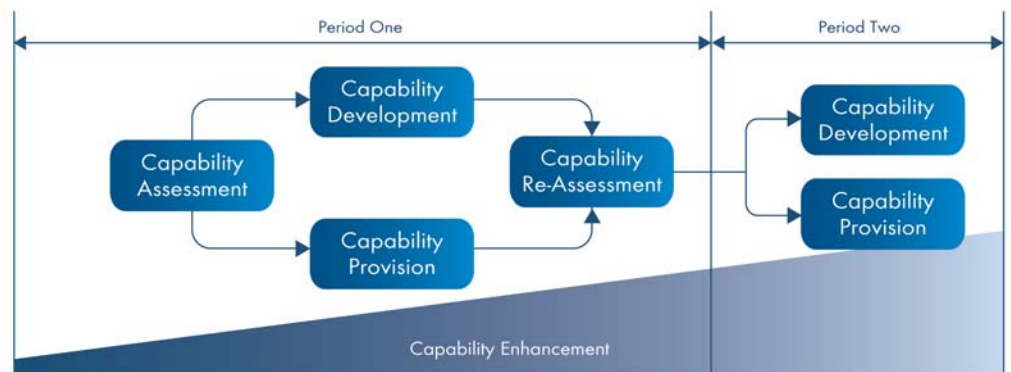 Period One
Period Two
Capability
Development
Capability
Assessment
Capability
Provision
Capability
Re-Assessment
Capability
Development
Capability
Provision
Capability Enhancement